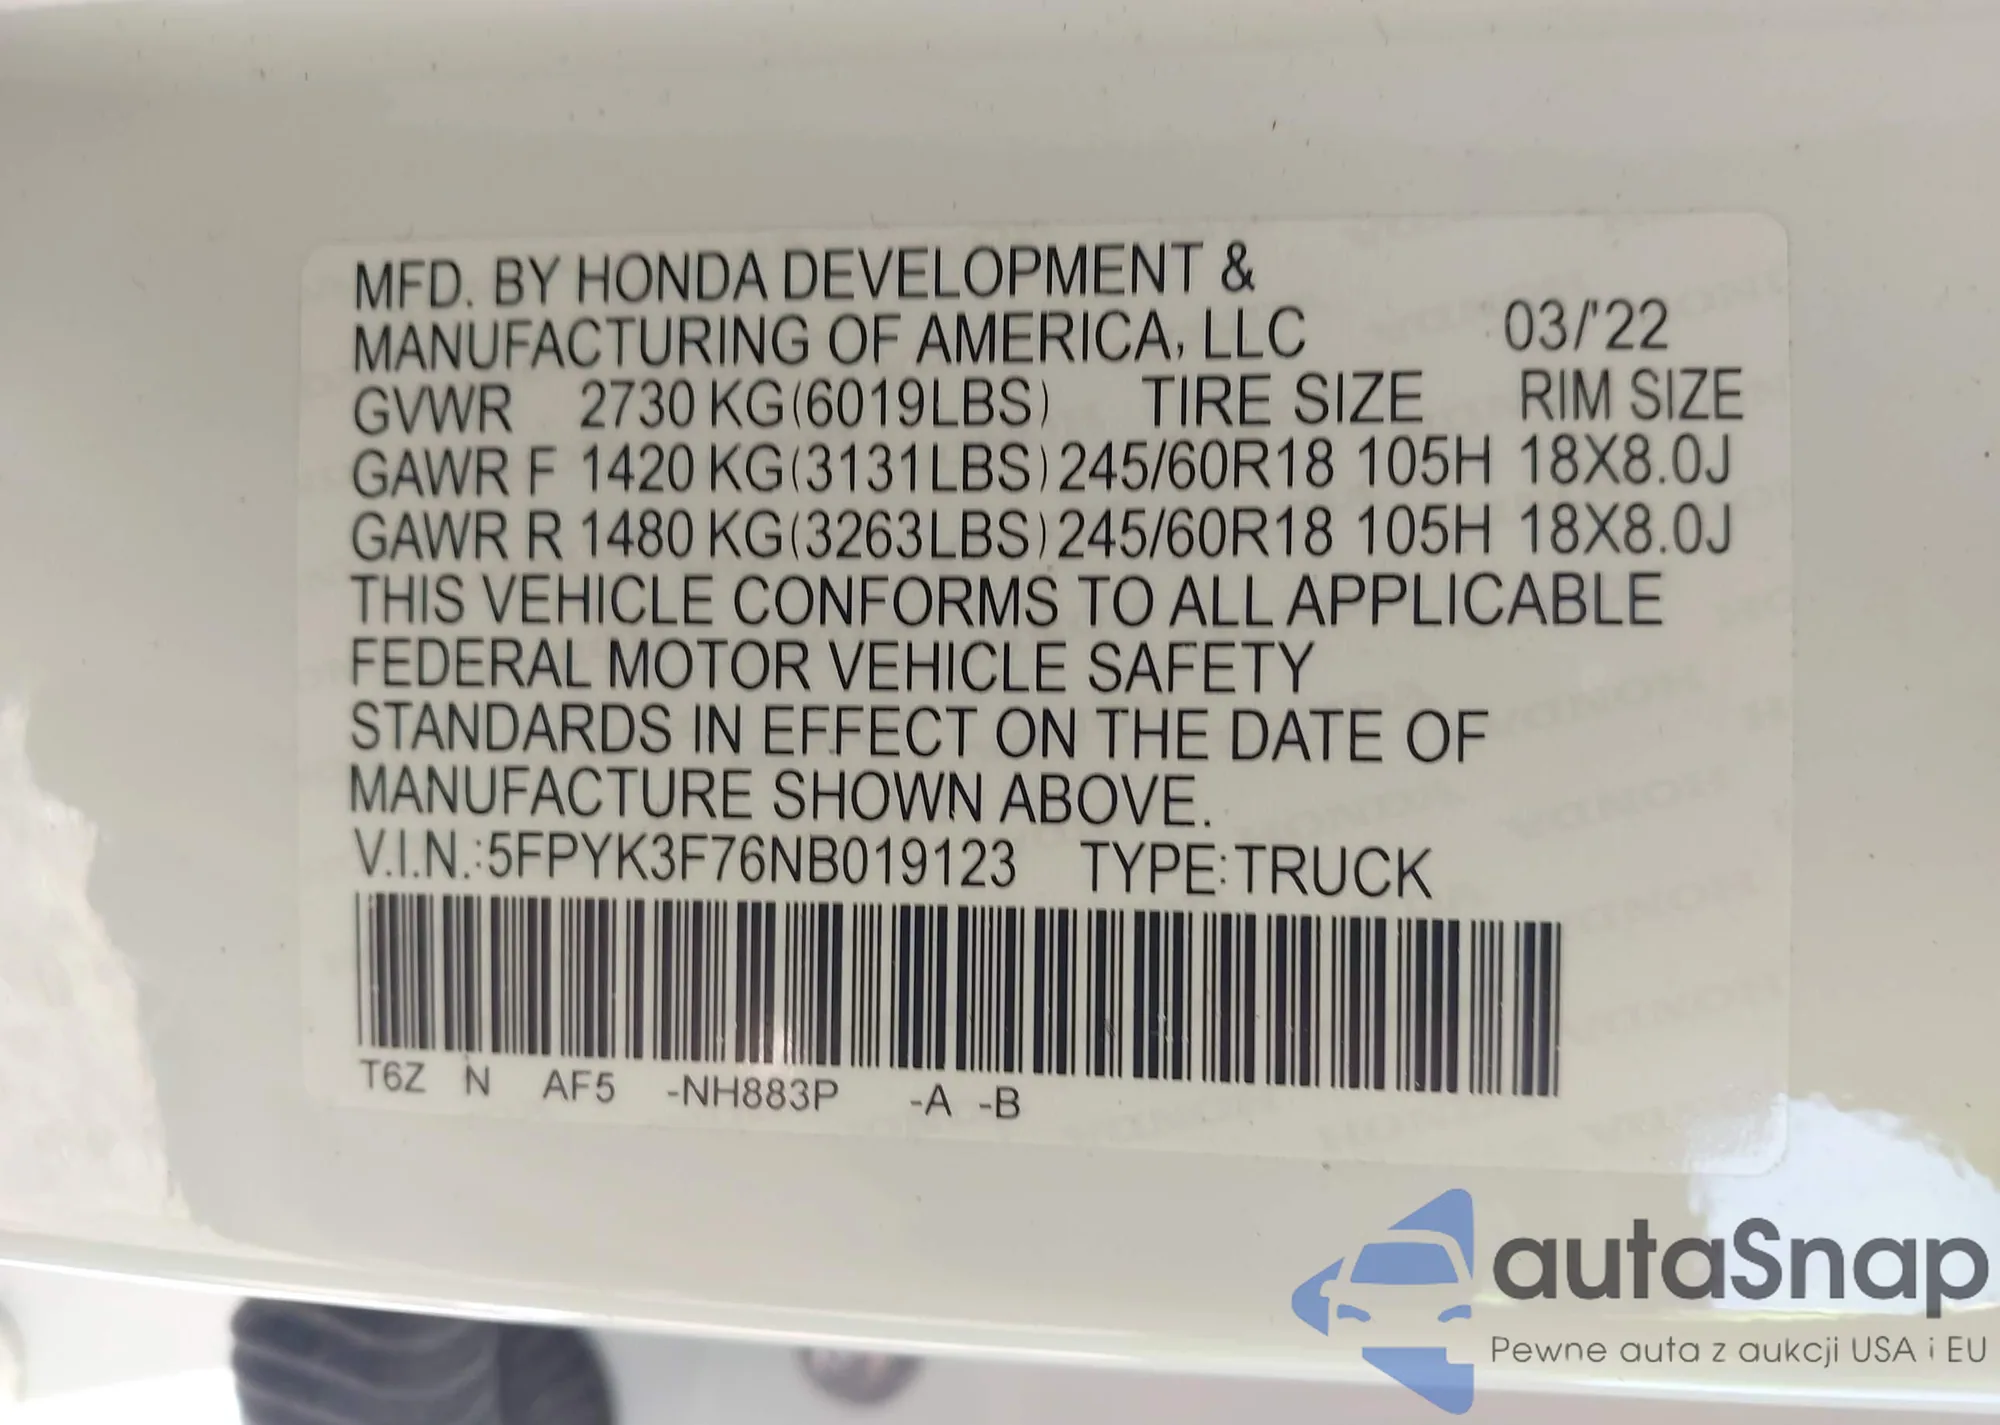 MFD. BY HONDA DEVELOPMENT &
MANUFACTURING OF AMERICA, LLC 03/'22
GVWR 2730 KG(6019LBS) TIRE SIZE RIM SIZE
GAWR F 1420 KG(3131LBS) 245/60R18 105H 18X8.0J
GAWR R 1480 KG(3263LBS) 245/60R18 105H 18X8.0J
THIS VEHICLE CONFORMS TO ALL APPLICABLE
FEDERAL MOTOR VEHICLE SAFETY
STANDARDS IN EFFECT ON THE DATE OF
MANUFACTURE SHOWN ABOVE.
V.I.N.:5FPYK3F76NB019123 TYPE:TRUCK
T6Z N AF5 -NH883P -A -B
autaSnap
Pewne auta z aukcji USA i EU